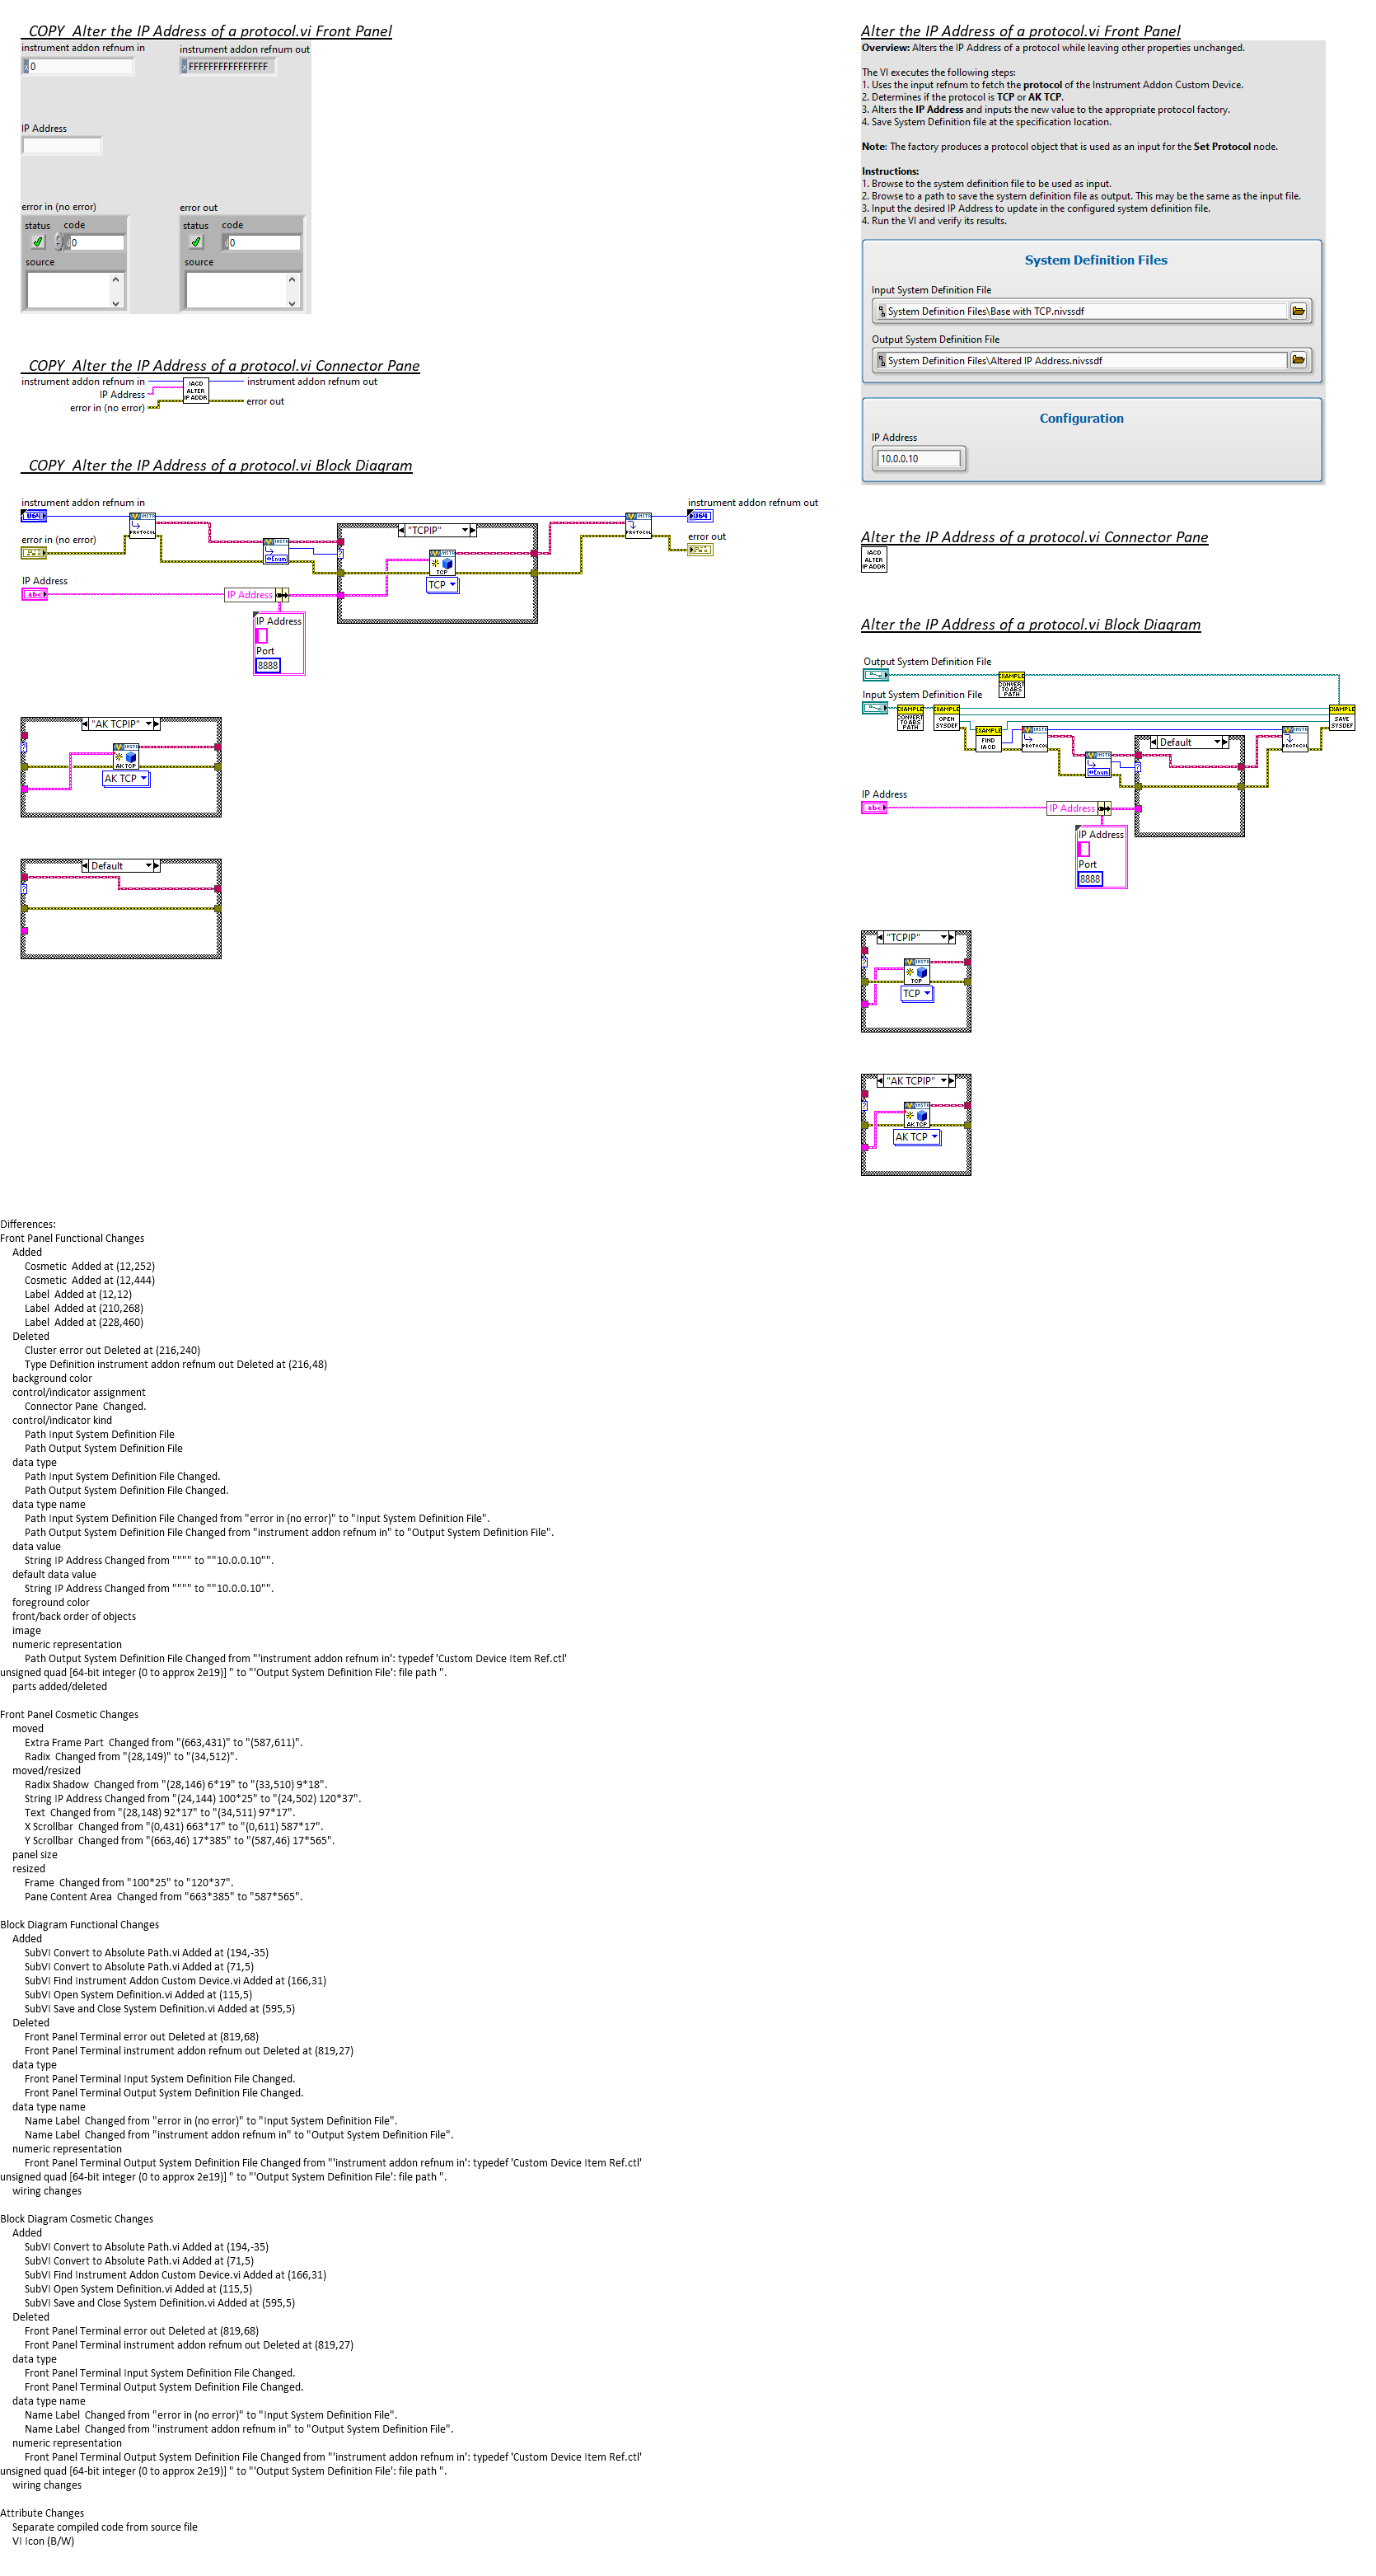 COPY  Alter the IP Address of a protocol.vi Front Panel
instrument addon refnum in
instrument addon refnum out
x 0
x FFFFFFFFFFFFFFFF
IP Address
error in (no error)
error out
status code
d 0
status code
d 0
source
source
COPY  Alter the IP Address of a protocol.vi Connector Pane
instrument addon refnum in
IP Address
error in (no error)
IACD
ALTER
IP ADDR
instrument addon refnum out
error out
COPY  Alter the IP Address of a protocol.vi Block Diagram
instrument addon refnum in
U64
error in (no error)
IP Address
abc
INSTR
PROTOCOL
INSTR
Enum
IP Address
IP Address
Port
8888
"TCPIP"
INSTR
TCP
TCP
INSTR
PROTOCOL
instrument addon refnum out
U64
error out
"AK TCPIP"
INSTR
AKTCP
AK TCP
Default
Alter the IP Address of a protocol.vi Front Panel
Overview: Alters the IP Address of a protocol while leaving other properties unchanged.
The VI executes the following steps:
1. Uses the input refnum to fetch the protocol of the Instrument Addon Custom Device.
2. Determines if the protocol is TCP or AK TCP.
3. Alters the IP Address and inputs the new value to the appropriate protocol factory.
4. Save System Definition file at the specification location.
Note: The factory produces a protocol object that is used as an input for the Set Protocol node.
Instructions:
1. Browse to the system definition file to be used as input.
2. Browse to a path to save the system definition file as output. This may be the same as the input file.
3. Input the desired IP Address to update in the configured system definition file.
4. Run the VI and verify its results.
System Definition Files
Input System Definition File
System Definition Files\Base with TCP.nivssdf
Output System Definition File
System Definition Files\Altered IP Address.nivssdf
Configuration
IP Address
10.0.0.10
Alter the IP Address of a protocol.vi Connector Pane
IACD
ALTER
IP ADDR
Alter the IP Address of a protocol.vi Block Diagram
Output System Definition File
Input System Definition File
EXAMPLE
CONVERT
TO ABS
PATH
EXAMPLE
CONVERT
TO ABS
PATH
EXAMPLE
OPEN
SYSDEF
EXAMPLE
FIND
IACD
INSTR
PROTOCOL
INSTR
Enum
Default
INSTR
PROTOCOL
EXAMPLE
SAVE
SYSDEF
IP Address
abc
IP Address
IP Address
Port
8888
"TCPIP"
INSTR
TCP
TCP
"AK TCPIP"
INSTR
AKTCP
AK TCP
Differences:
Front Panel Functional Changes
Added
Cosmetic  Added at (12,252)
Cosmetic  Added at (12,444)
Label  Added at (12,12)
Label  Added at (210,268)
Label  Added at (228,460)
Deleted
Cluster error out Deleted at (216,240)
Type Definition instrument addon refnum out Deleted at (216,48)
background color
control/indicator assignment
Connector Pane  Changed.
control/indicator kind
Path Input System Definition File
Path Output System Definition File
data type
Path Input System Definition File Changed.
Path Output System Definition File Changed.
data type name
Path Input System Definition File Changed from "error in (no error)" to "Input System Definition File".
Path Output System Definition File Changed from "instrument addon refnum in" to "Output System Definition File".
data value
String IP Address Changed from """" to ""10.0.0.10"".
default data value
String IP Address Changed from """" to ""10.0.0.10"".
foreground color
front/back order of objects
image
numeric representation
Path Output System Definition File Changed from "'instrument addon refnum in': typedef 'Custom Device Item Ref.ctl'
unsigned quad [64-bit integer (0 to approx 2e19)] " to "'Output System Definition File': file path ".
parts added/deleted
Front Panel Cosmetic Changes
moved
Extra Frame Part  Changed from "(663,431)" to "(587,611)".
Radix  Changed from "(28,149)" to "(34,512)".
moved/resized
Radix Shadow  Changed from "(28,146) 6*19" to "(33,510) 9*18".
String IP Address Changed from "(24,144) 100*25" to "(24,502) 120*37".
Text  Changed from "(28,148) 92*17" to "(34,511) 97*17".
X Scrollbar  Changed from "(0,431) 663*17" to "(0,611) 587*17".
Y Scrollbar  Changed from "(663,46) 17*385" to "(587,46) 17*565".
panel size
resized
Frame  Changed from "100*25" to "120*37".
Pane Content Area  Changed from "663*385" to "587*565".
Block Diagram Functional Changes
Added
SubVI Convert to Absolute Path.vi Added at (194,-35)
SubVI Convert to Absolute Path.vi Added at (71,5)
SubVI Find Instrument Addon Custom Device.vi Added at (166,31)
SubVI Open System Definition.vi Added at (115,5)
SubVI Save and Close System Definition.vi Added at (595,5)
Deleted
Front Panel Terminal error out Deleted at (819,68)
Front Panel Terminal instrument addon refnum out Deleted at (819,27)
data type
Front Panel Terminal Input System Definition File Changed.
Front Panel Terminal Output System Definition File Changed.
data type name
Name Label  Changed from "error in (no error)" to "Input System Definition File".
Name Label  Changed from "instrument addon refnum in" to "Output System Definition File".
numeric representation
Front Panel Terminal Output System Definition File Changed from "'instrument addon refnum in': typedef 'Custom Device Item Ref.ctl'
unsigned quad [64-bit integer (0 to approx 2e19)] " to "'Output System Definition File': file path ".
wiring changes
Block Diagram Cosmetic Changes
Added
SubVI Convert to Absolute Path.vi Added at (194,-35)
SubVI Convert to Absolute Path.vi Added at (71,5)
SubVI Find Instrument Addon Custom Device.vi Added at (166,31)
SubVI Open System Definition.vi Added at (115,5)
SubVI Save and Close System Definition.vi Added at (595,5)
Deleted
Front Panel Terminal error out Deleted at (819,68)
Front Panel Terminal instrument addon refnum out Deleted at (819,27)
data type
Front Panel Terminal Input System Definition File Changed.
Front Panel Terminal Output System Definition File Changed.
data type name
Name Label  Changed from "error in (no error)" to "Input System Definition File".
Name Label  Changed from "instrument addon refnum in" to "Output System Definition File".
numeric representation
Front Panel Terminal Output System Definition File Changed from "'instrument addon refnum in': typedef 'Custom Device Item Ref.ctl'
unsigned quad [64-bit integer (0 to approx 2e19)] " to "'Output System Definition File': file path ".
wiring changes
Attribute Changes
Separate compiled code from source file
VI Icon (B/W)